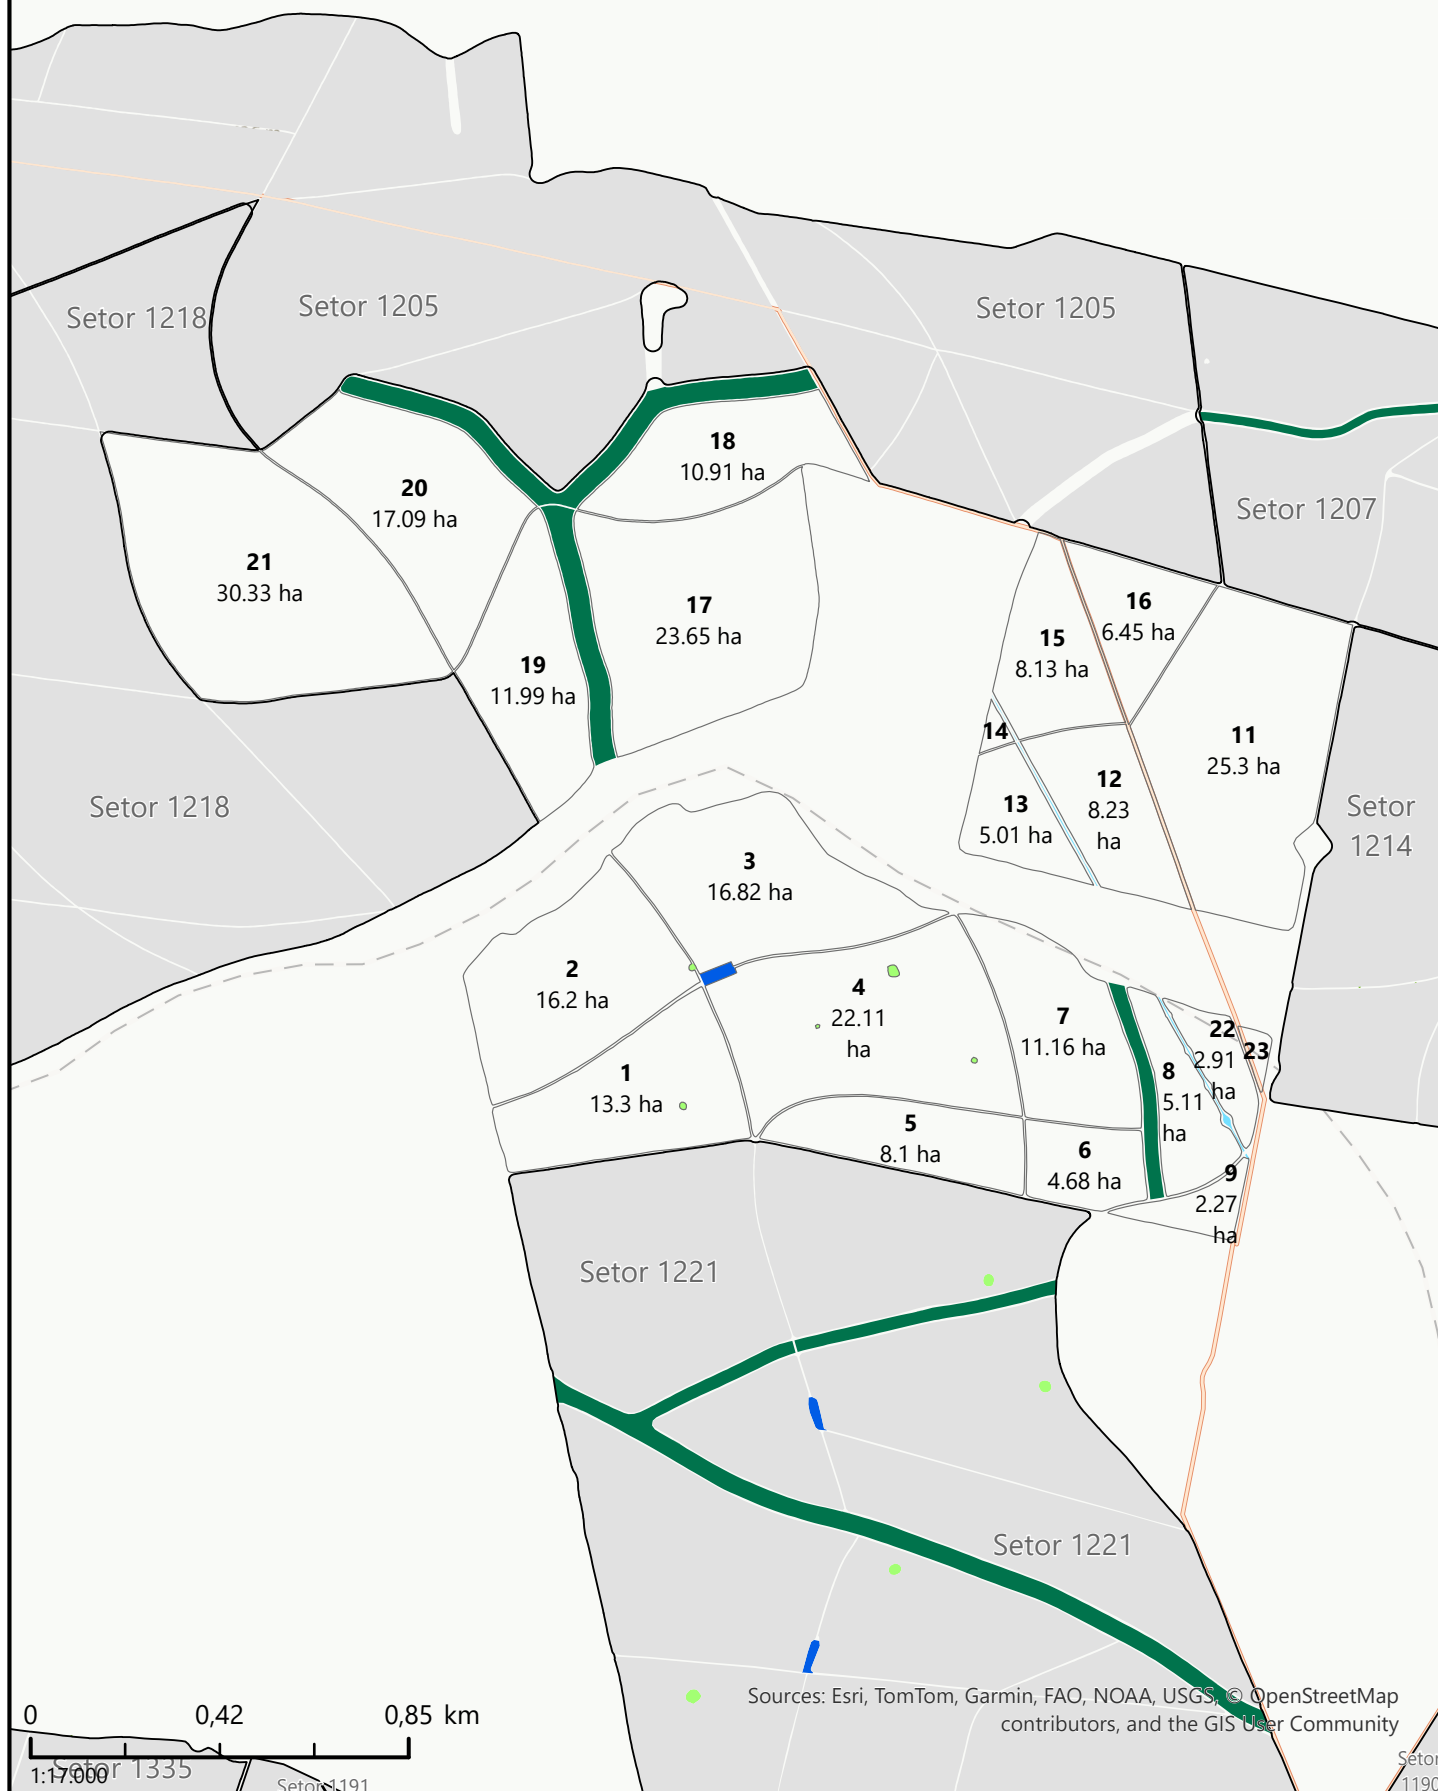 Setor 1218
Setor 1205
Setor 1205
18
10.91 ha
20
17.09 ha
Setor 1207
21
30.33 ha
17
23.65 ha
16
6.45 ha
15
8.13 ha
19
11.99 ha
14
11
25.3 ha
12
8.23
ha
13
5.01 ha
Setor 1218
Setor
1214
3
16.82 ha
2
16.2 ha
4
22.11
ha
7
11.16 ha
22
2.91
ha
23
8
5.11
ha
1
13.3 ha
5
8.1 ha
6
4.68 ha
9
2.27
ha
Setor 1221
Setor 1221
Sources: Esri, TomTom, Garmin, FAO, NOAA, USGS, © OpenStreetMap
contributors, and the GIS User Community
0 0,42 0,85 km
1:17.000
Setor 1335
Setor 1191
Setor
1190